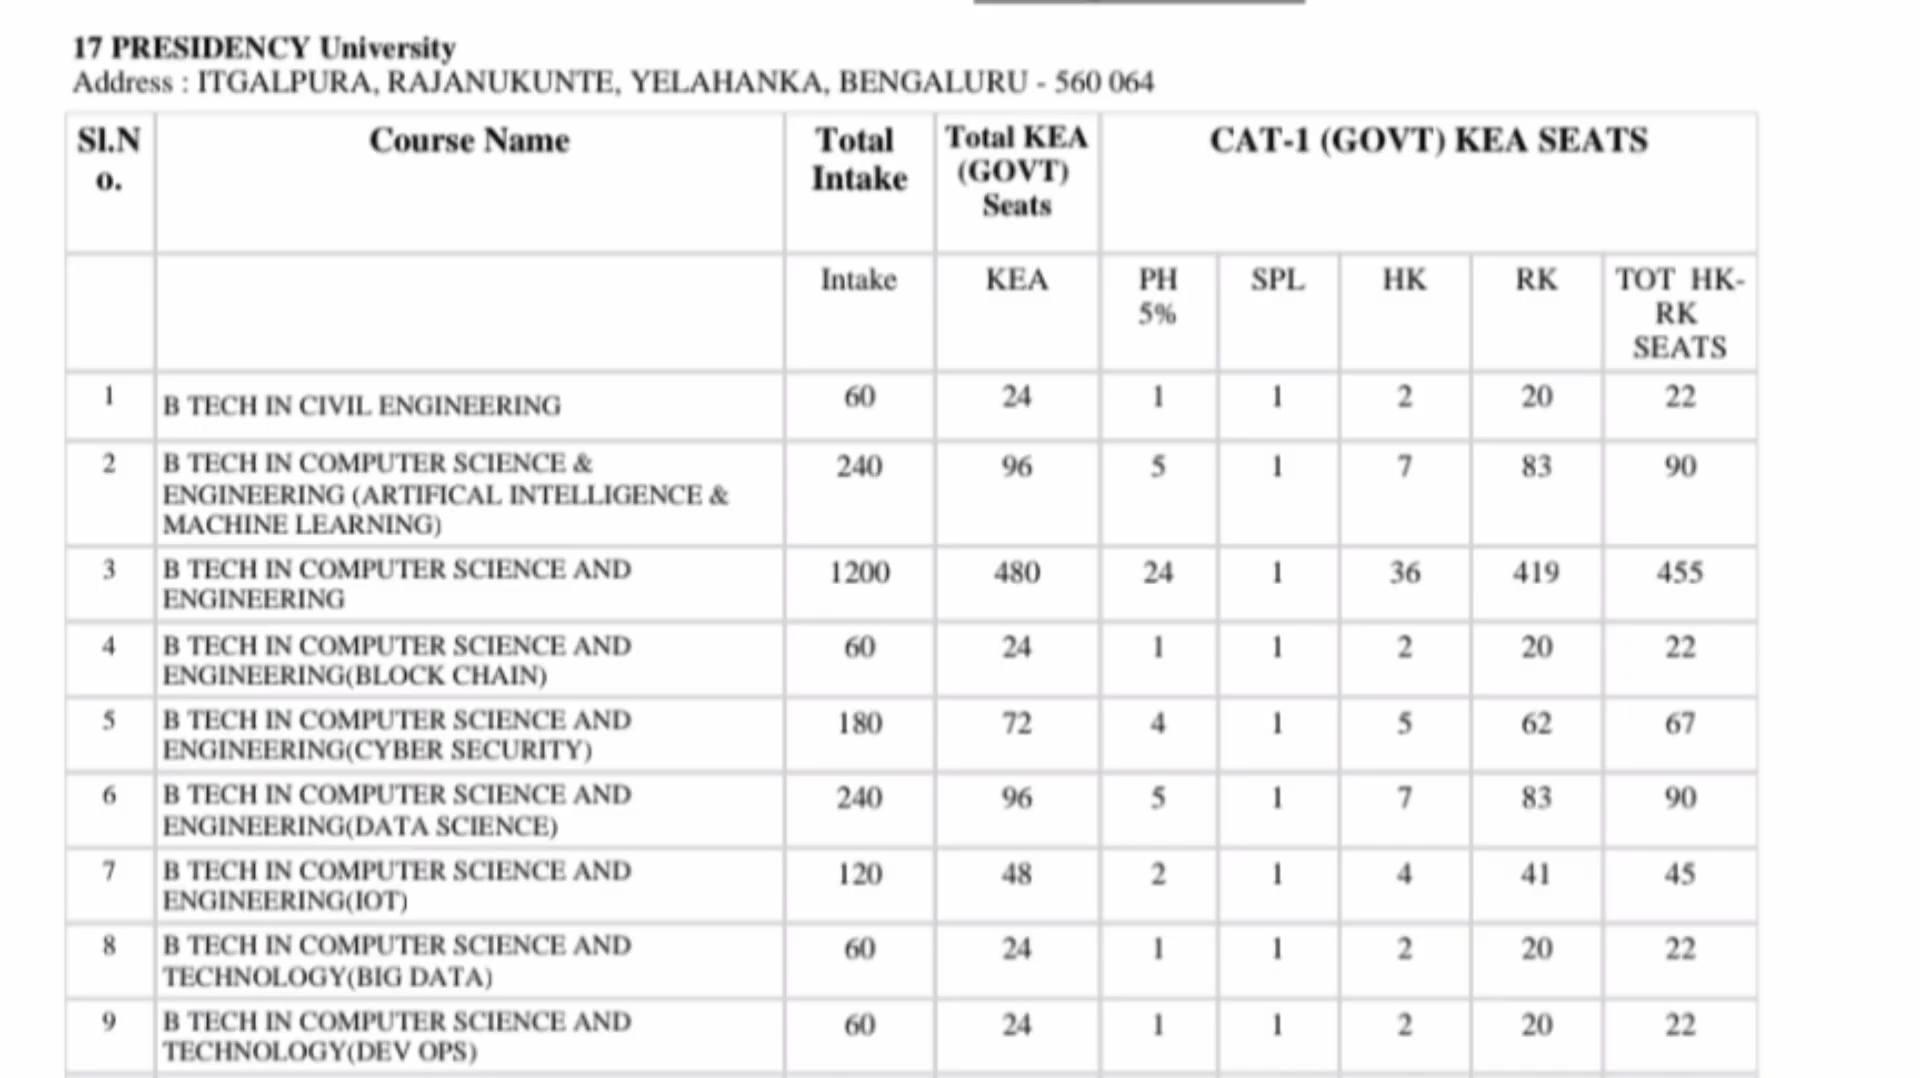 17 PRESIDENCY University
Address : ITGALPURA, RAJANUKUNTE, YELAHANKA, BENGALURU - 560 064
Sl.N
o.
Course Name
Total
Intake
Total KEA
(GOVT)
Seats
CAT-1 (GOVT) KEA SEATS
Intake
KEA
PH
5%
SPL
HK
RK
TOT HK-
RK
SEATS
1 B TECH IN CIVIL ENGINEERING 60 24 1 1 2 20 22
2 B TECH IN COMPUTER SCIENCE & 240 96 5 1 7 83 90
ENGINEERING (ARTIFICAL INTELLIGENCE &
MACHINE LEARNING)
3 B TECH IN COMPUTER SCIENCE AND 1200 480 24 1 36 419 455
ENGINEERING
4 B TECH IN COMPUTER SCIENCE AND 60 24 1 1 2 20 22
ENGINEERING(BLOCK CHAIN)
5 B TECH IN COMPUTER SCIENCE AND 180 72 4 1 5 62 67
ENGINEERING(CYBER SECURITY)
6 B TECH IN COMPUTER SCIENCE AND 240 96 5 1 7 83 90
ENGINEERING(DATA SCIENCE)
7 B TECH IN COMPUTER SCIENCE AND 120 48 2 1 4 41 45
ENGINEERING(IOT)
8 B TECH IN COMPUTER SCIENCE AND 60 24 1 1 2 20 22
TECHNOLOGY(BIG DATA)
9 B TECH IN COMPUTER SCIENCE AND 60 24 1 1 2 20 22
TECHNOLOGY(DEV OPS)